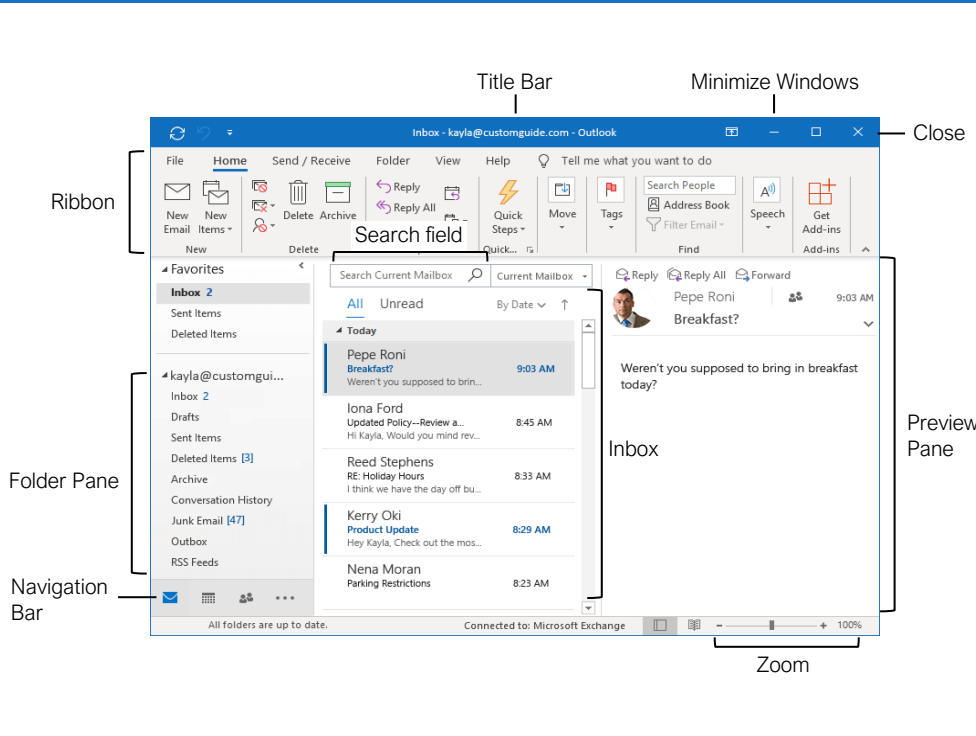 Title Bar
Minimize Windows
Inbox - kayla@customguide.com - Outlook
Close
File Home Send / Receive Folder View Help Tell me what you want to do
Ribbon
New Email
New Items
Delete
Archive
Reply
Reply All
Quick Steps
Move
Tags
Search People
Address Book
Filter Email
Speech
Get Add-ins
New
Delete
Quick...
Find
Add-ins
Search field
Favorites
Inbox 2
Sent Items
Deleted Items
kayla@customgui...
Inbox 2
Drafts
Sent Items
Deleted Items [3]
Archive
Conversation History
Junk Email [47]
Outbox
RSS Feeds
Folder Pane
Navigation
Bar
Search Current Mailbox
Current Mailbox
All Unread By Date
Today
Pepe Roni
Breakfast? 9:03 AM
Weren't you supposed to brin...
Iona Ford
Updated Policy--Review a... 8:45 AM
Hi Kayla, Would you mind rev...
Reed Stephens
RE: Holiday Hours 8:33 AM
I think we have the day off bu...
Kerry Oki
Product Update 8:29 AM
Hey Kayla, Check out the mos...
Nena Moran
Parking Restrictions 8:23 AM
Inbox
Reply Reply All Forward
Pepe Roni 9:03 AM
Breakfast?
Weren't you supposed to bring in breakfast
today?
Preview
Pane
All folders are up to date. Connected to: Microsoft Exchange 100%
Zoom